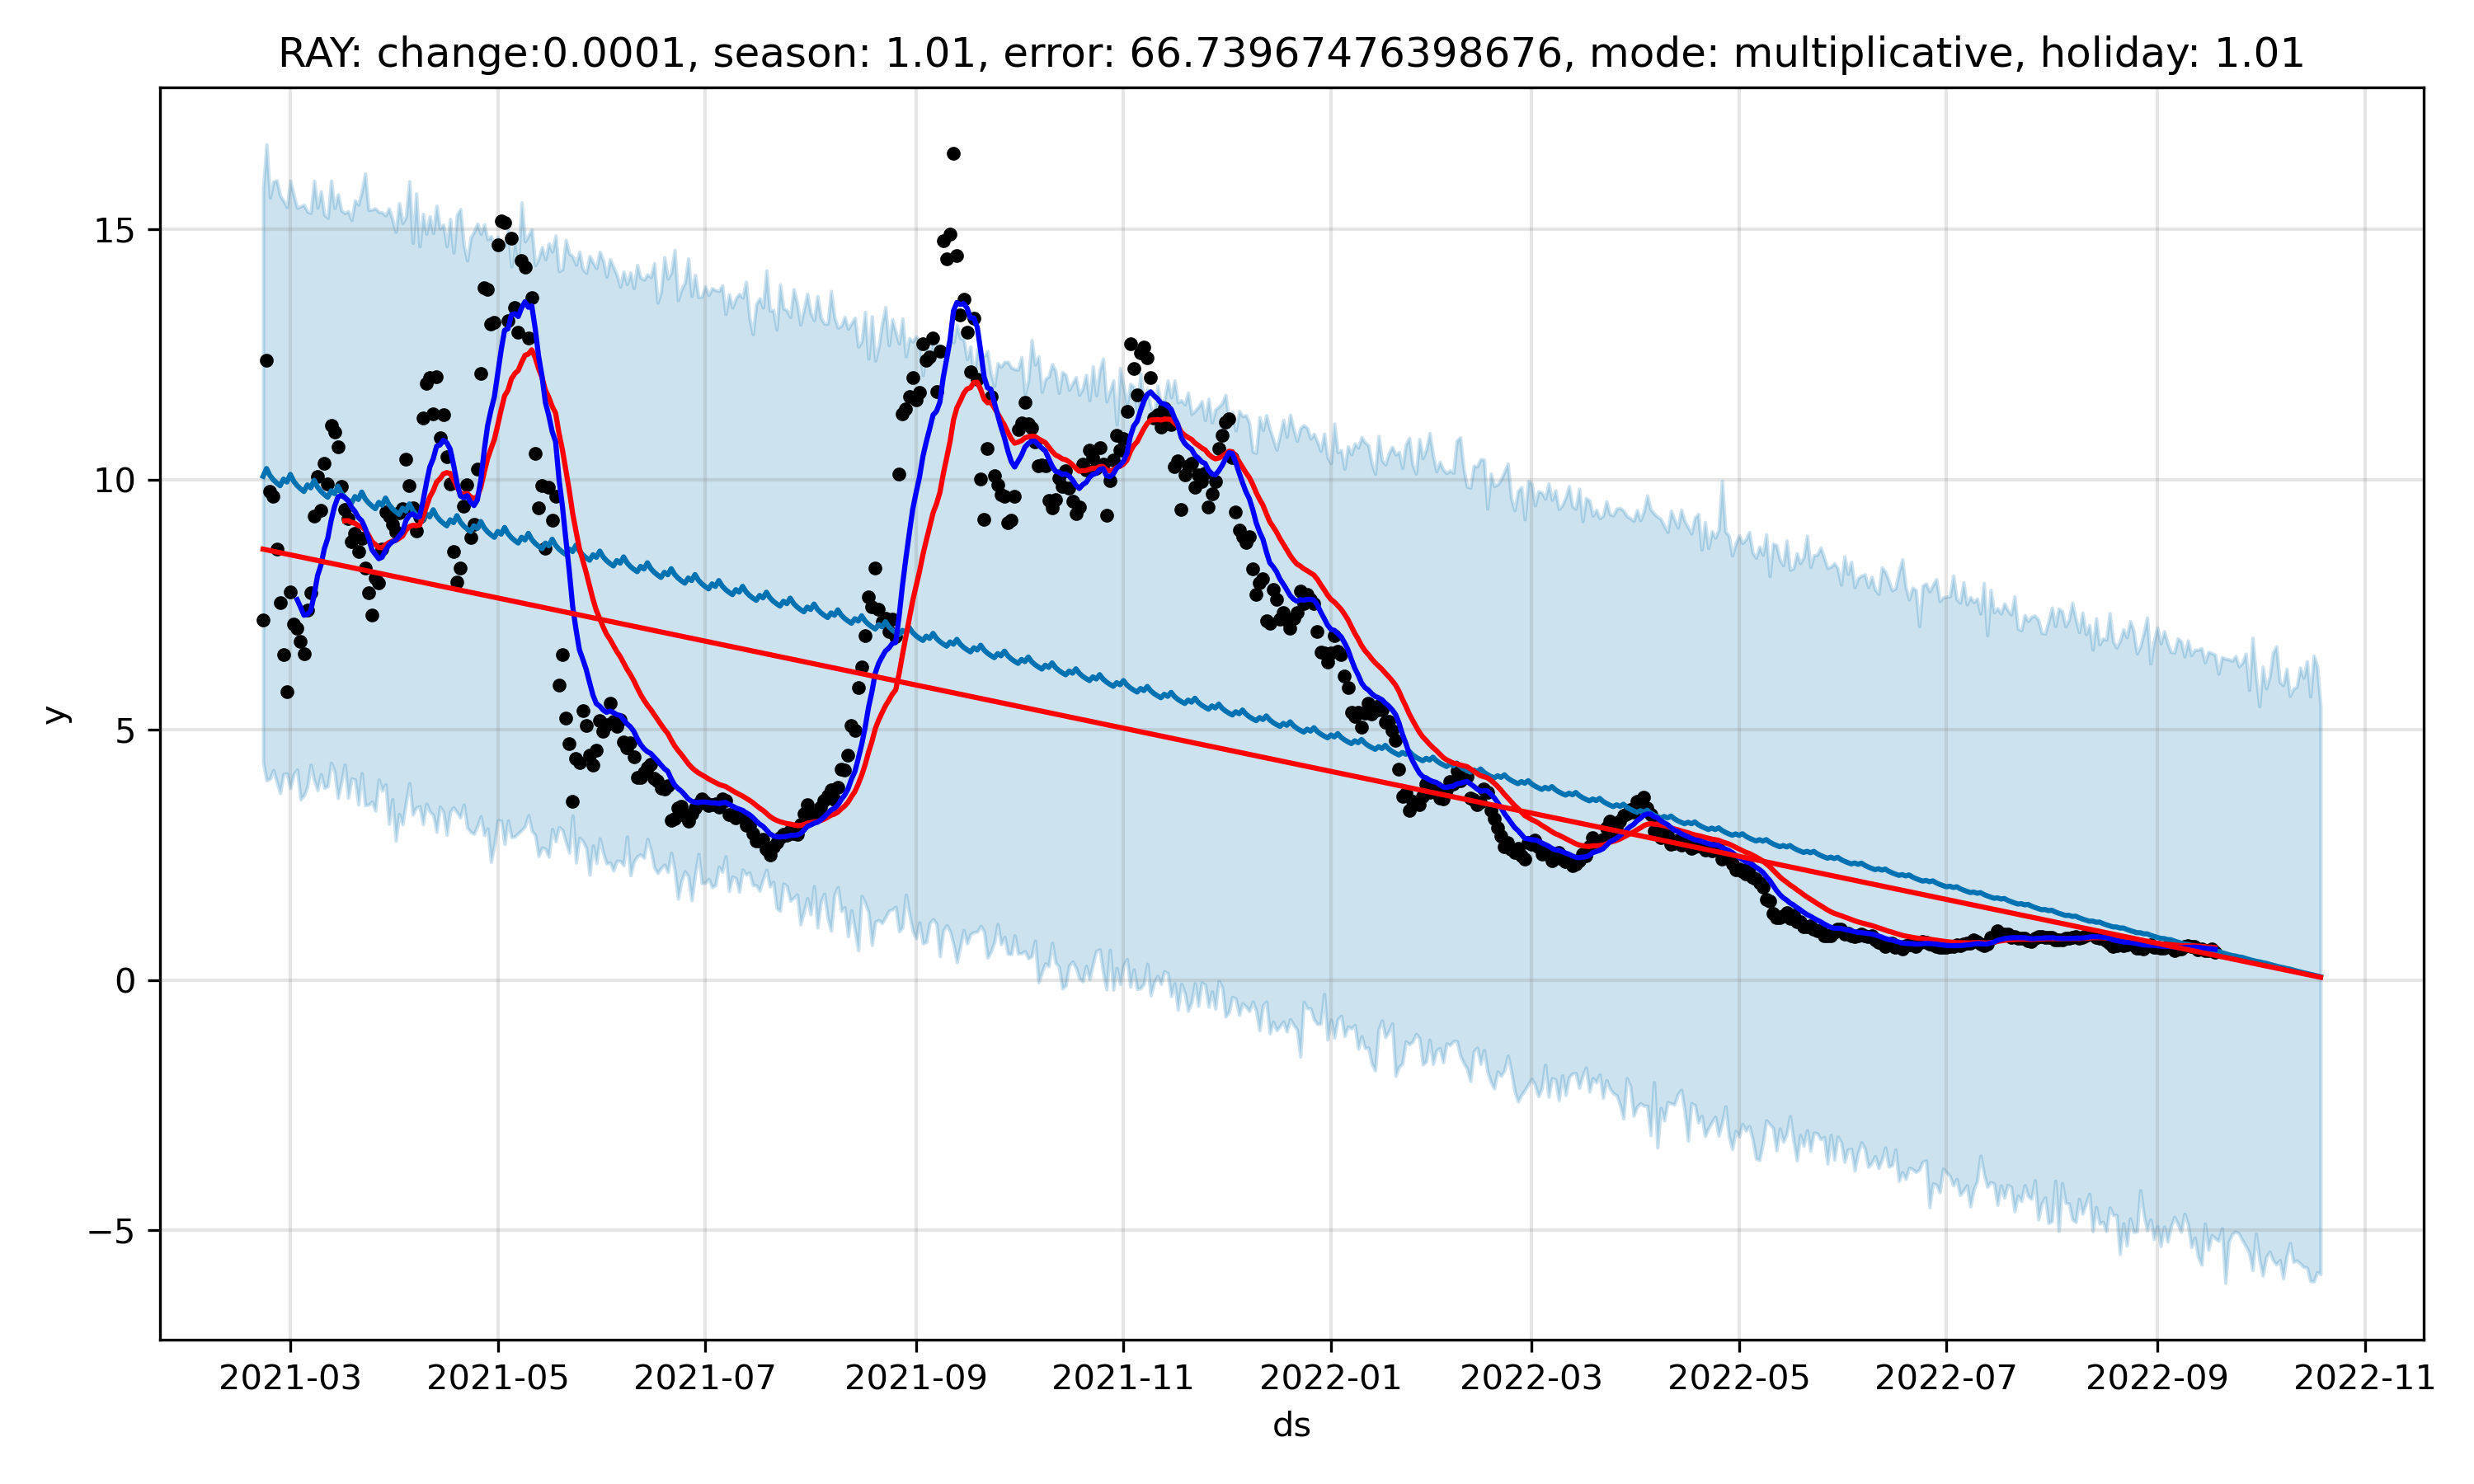 RAY: change:0.0001, season: 1.01, error: 66.73967476398676, mode: multiplicative, holiday: 1.01
15
10
5
0
−5
y
2021-03 2021-05 2021-07 2021-09 2021-11 2022-01 2022-03 2022-05 2022-07 2022-09 2022-11
ds